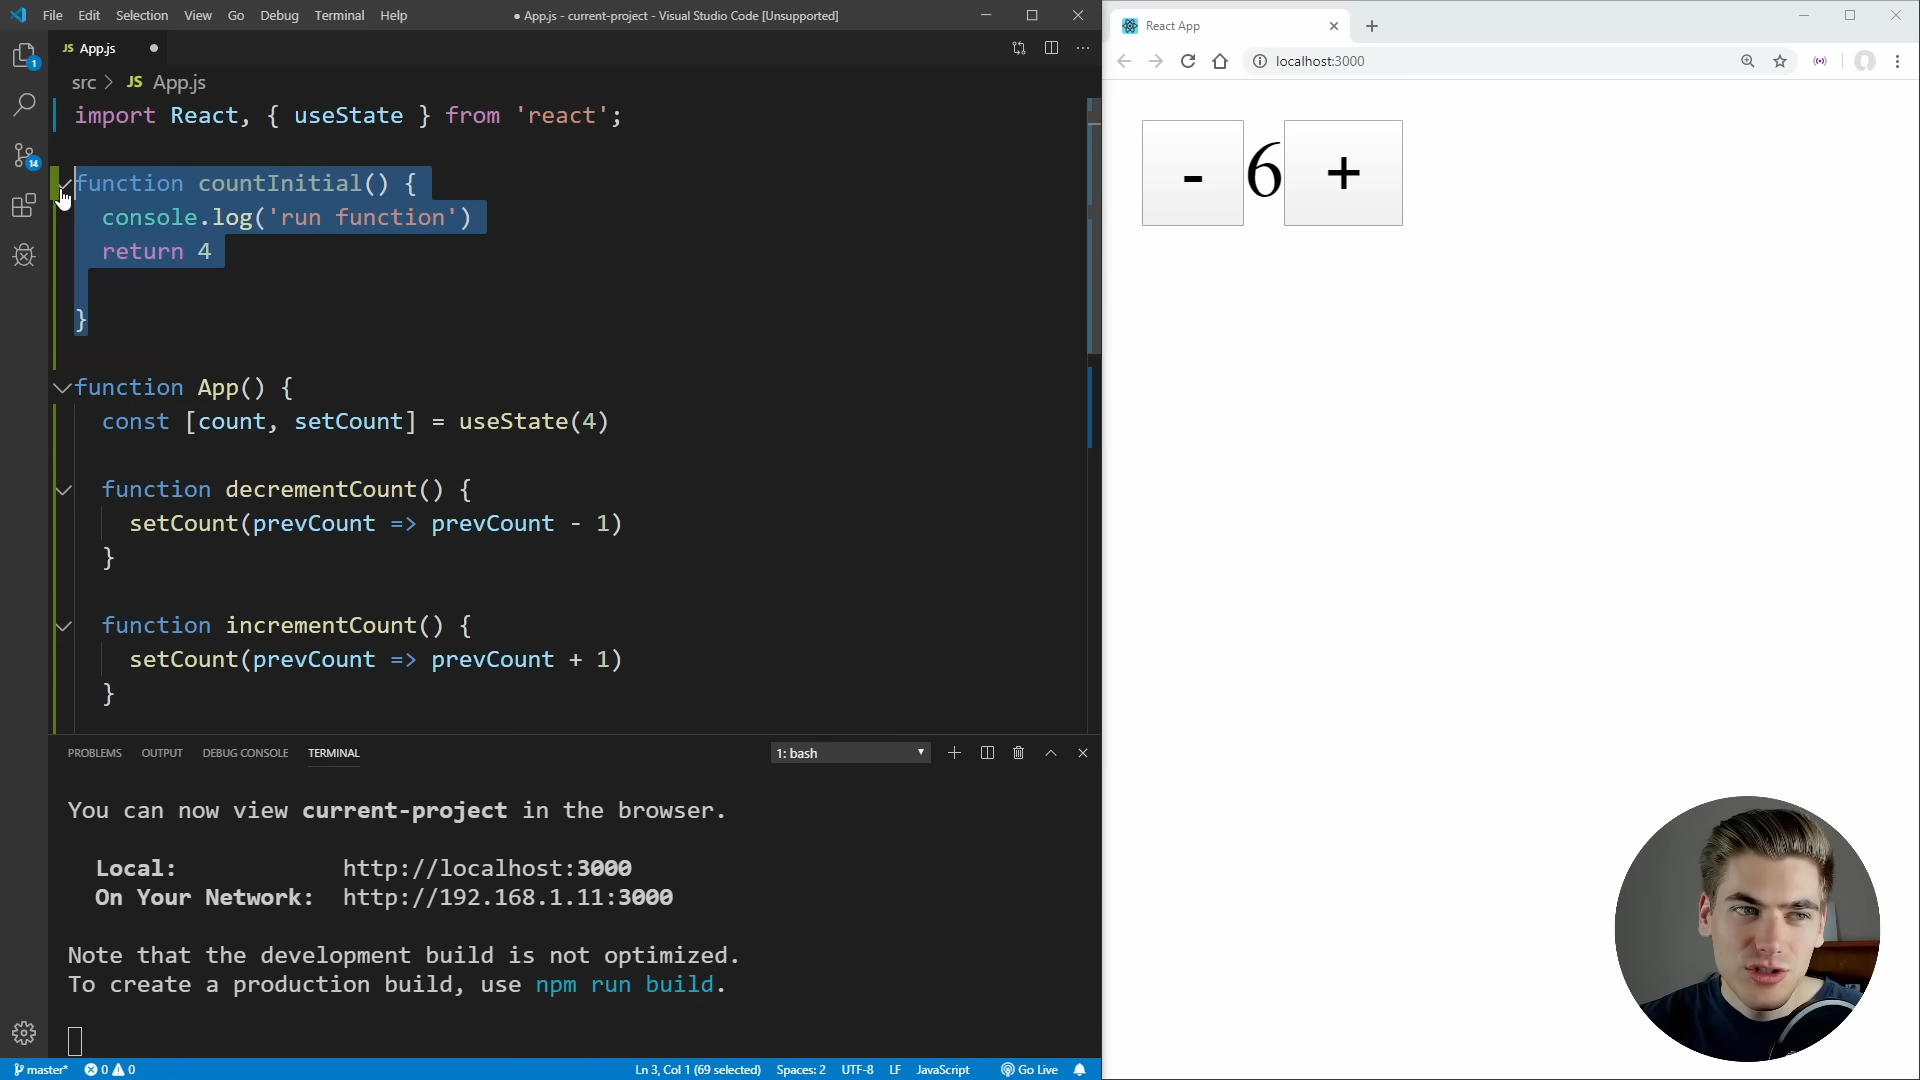 File Edit Selection View Go Debug Terminal Help
● App.js - current-project - Visual Studio Code [Unsupported]
JS App.js
src > JS App.js
import React, { useState } from 'react';
function countInitial() {
console.log('run function')
return 4
}
function App() {
const [count, setCount] = useState(4)
function decrementCount() {
setCount(prevCount => prevCount - 1)
}
function incrementCount() {
setCount(prevCount => prevCount + 1)
}
PROBLEMS OUTPUT DEBUG CONSOLE TERMINAL
1: bash
You can now view current-project in the browser.
Local: http://localhost:3000
On Your Network: http://192.168.1.11:3000
Note that the development build is not optimized.
To create a production build, use npm run build.
1
14
master* 0 0
Ln 3, Col 1 (69 selected) Spaces: 2 UTF-8 LF JavaScript Go Live
React App
localhost:3000
- 6 +